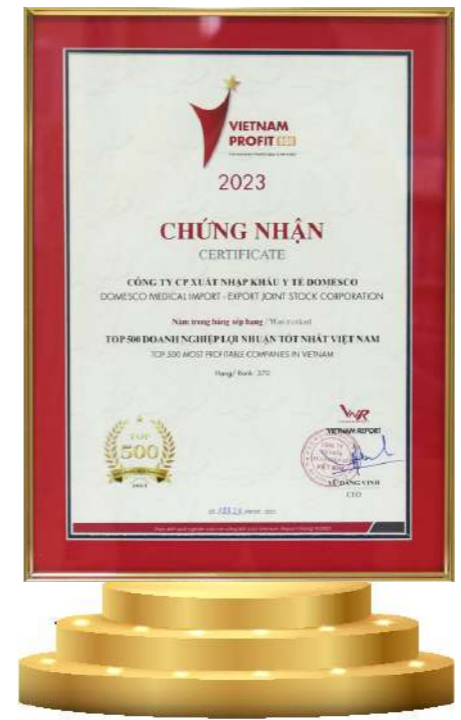 VIETNAM
PROFIT 500
2023
CHỨNG NHẬN
CERTIFICATE
CÔNG TY CP XUẤT NHẬP KHẨU Y TẾ DOMESCO
DOMESCO MEDICAL IMPORT - EXPORT JOINT STOCK CORPORATION
Nằm trong bảng xếp hạng / Was ranked
TOP 500 DOANH NGHIỆP LỢI NHUẬN TỐT NHẤT VIỆT NAM
TOP 500 MOST PROFITABLE COMPANIES IN VIETNAM
Hạng/ Rank: 370
TOP
500
2023
VNR
VIETNAM REPORT
VŨ ĐĂNG VINH
CEO